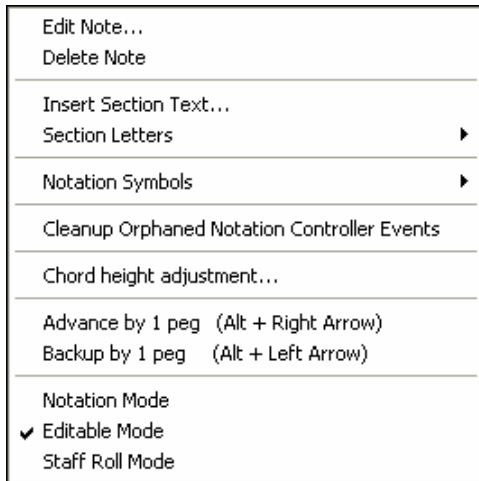 Edit Note...
Delete Note
Insert Section Text...
Section Letters
Notation Symbols
Cleanup Orphaned Notation Controller Events
Chord height adjustment...
Advance by 1 peg (Alt + Right Arrow)
Backup by 1 peg (Alt + Left Arrow)
Notation Mode
Editable Mode
Staff Roll Mode